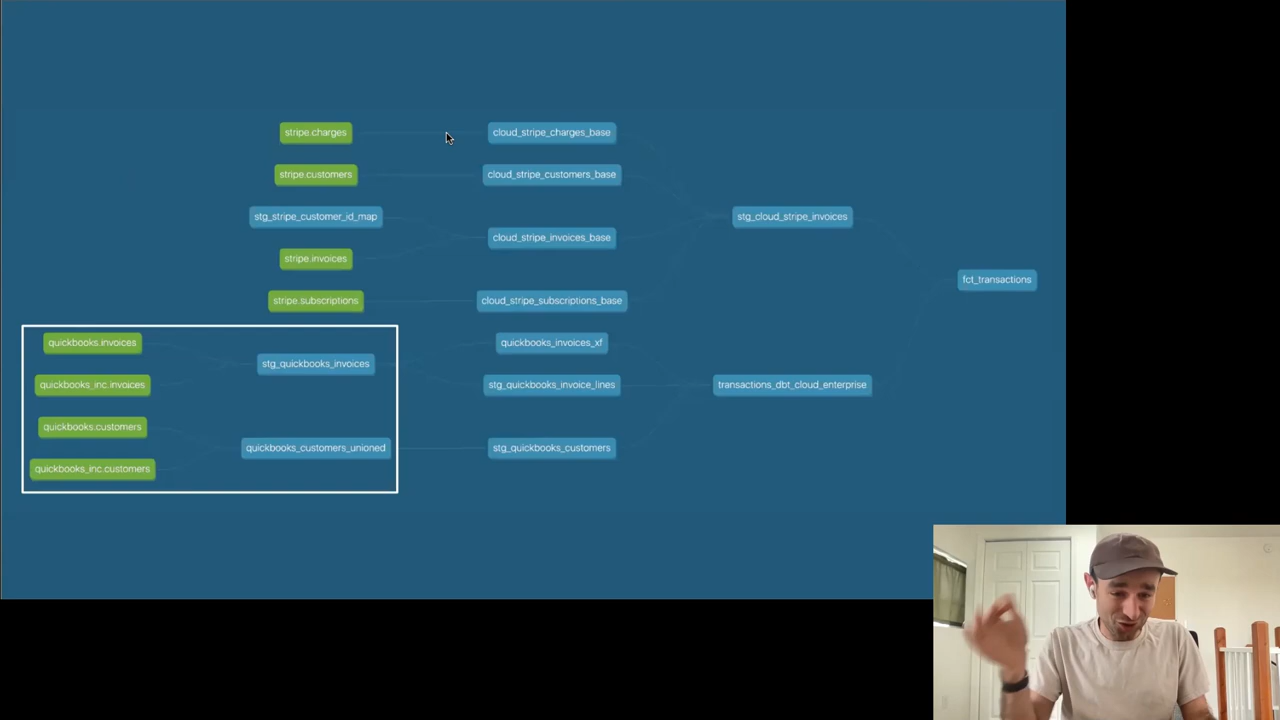 stripe.charges
cloud_stripe_charges_base
stripe.customers
cloud_stripe_customers_base
stg_stripe_customer_id_map
stg_cloud_stripe_invoices
cloud_stripe_invoices_base
stripe.invoices
fct_transactions
stripe.subscriptions
cloud_stripe_subscriptions_base
quickbooks.invoices
quickbooks_invoices_xf
stg_quickbooks_invoices
quickbooks_inc.invoices
stg_quickbooks_invoice_lines
transactions_dbt_cloud_enterprise
quickbooks.customers
quickbooks_customers_unioned
stg_quickbooks_customers
quickbooks_inc.customers